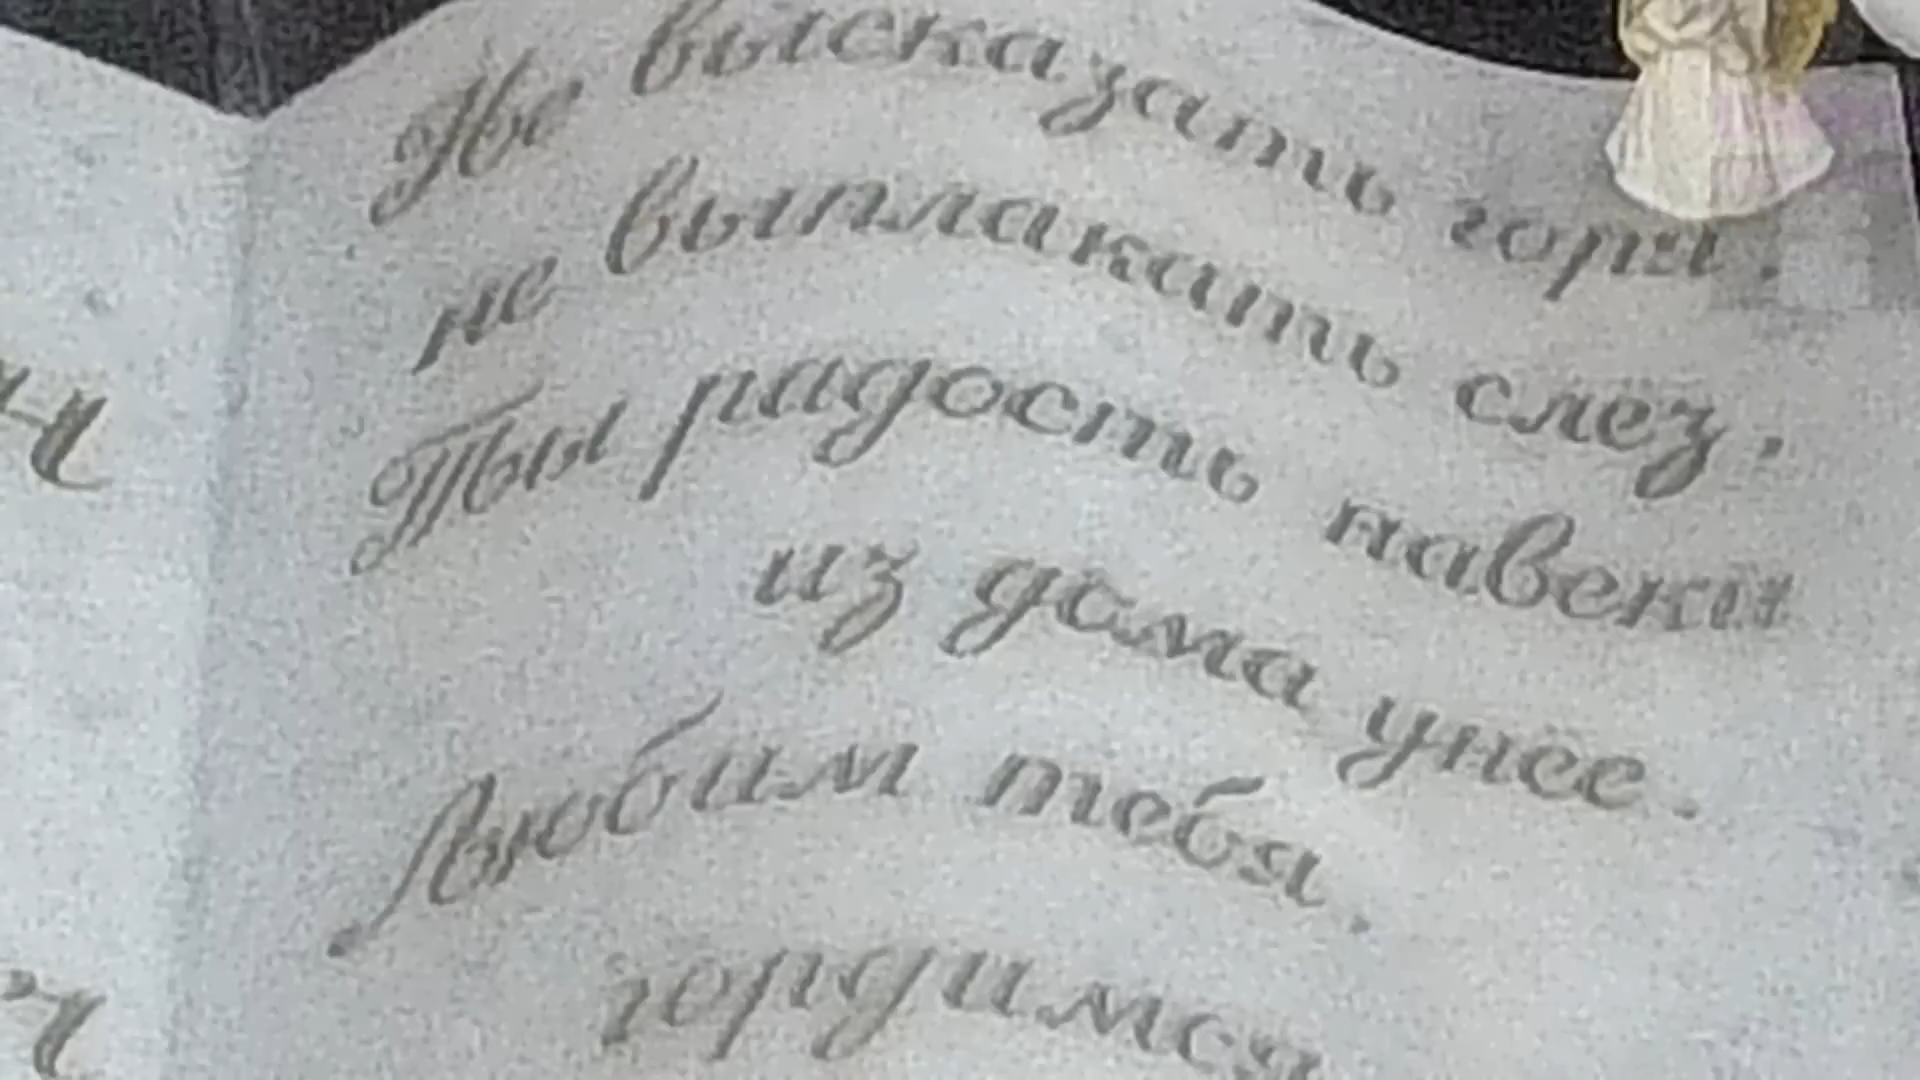 Не высказать горя,
не выплакать слез,
Ты радость навеки
из дома унес.
Любим тебя,
гордимся